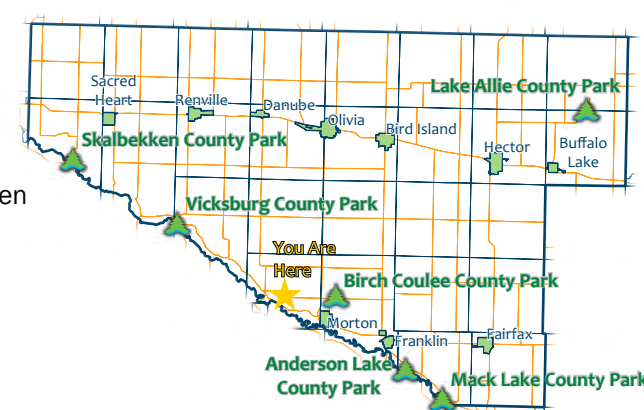 Lake Allie County Park
Sacred
Heart
Renville
Danube
Olivia
Bird Island
Hector
Buffalo
Lake
Skalbekken County Park
en
Vicksburg County Park
You Are
Here
Birch Coulee County Park
Morton
Franklin
Fairfax
Anderson Lake
County Park
Mack Lake County Park